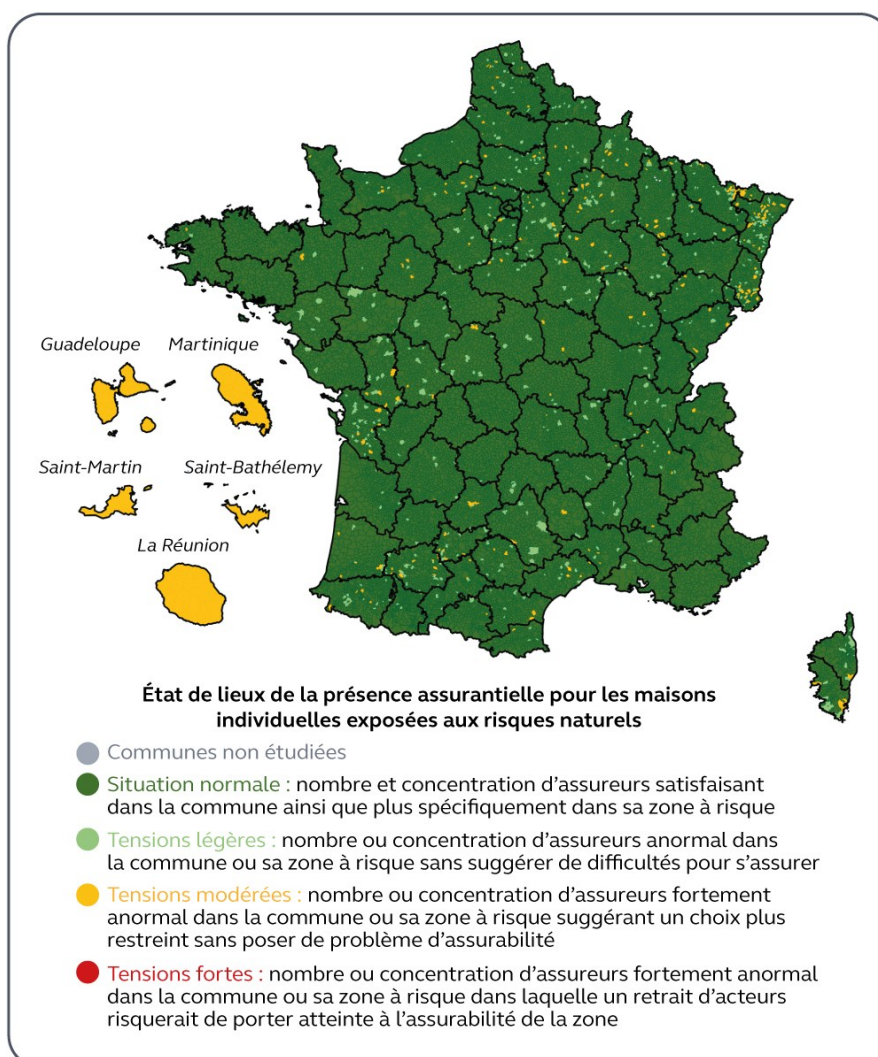 Guadeloupe
Martinique
Saint-Martin
Saint-Bathélemy
La Réunion
État de lieux de la présence assurantielle pour les maisons
individuelles exposées aux risques naturels
Communes non étudiées
Situation normale : nombre et concentration d’assureurs satisfaisant
dans la commune ainsi que plus spécifiquement dans sa zone à risque
Tensions légères : nombre ou concentration d’assureurs anormal dans
la commune ou sa zone à risque sans suggérer de difficultés pour s’assurer
Tensions modérées : nombre ou concentration d’assureurs fortement
anormal dans la commune ou sa zone à risque suggérant un choix plus
restreint sans poser de problème d’assurabilité
Tensions fortes : nombre ou concentration d’assureurs fortement anormal
dans la commune ou sa zone à risque dans laquelle un retrait d’acteurs
risquerait de porter atteinte à l’assurabilité de la zone